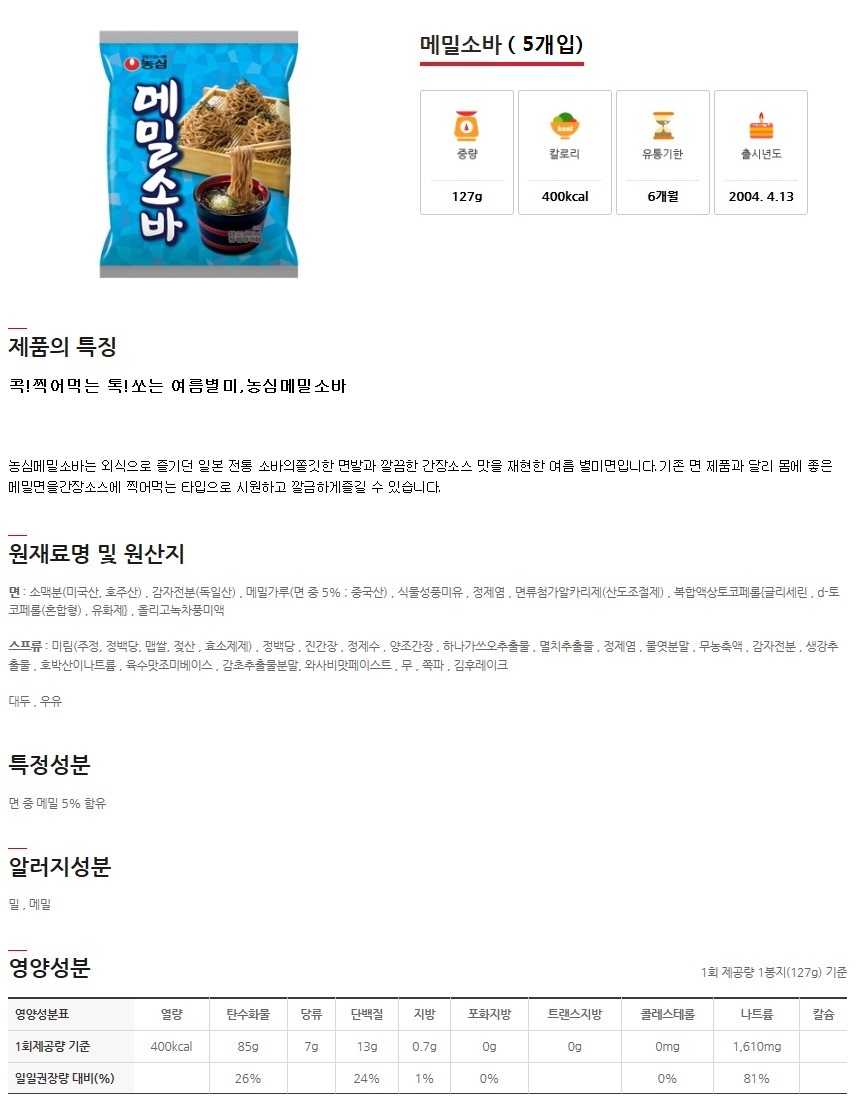 농심
메밀소바
메밀소바 ( 5개입)
중량
칼로리
유통기한
출시년도
127g
400kcal
6개월
2004. 4.13
제품의 특징
콕!찍어먹는 톡!쏘는 여름별미,농심메밀소바
농심메밀소바는 외식으로 즐기던 일본 전통 소바의쫄깃한 면발과 깔끔한 간장소스 맛을 재현한 여름 별미면입니다.기존 면 제품과 달리 몸에 좋은
메밀면을간장소스에 찍어먹는 타입으로 시원하고 깔금하게즐길 수 있습니다.
원재료명 및 원산지
면 : 소맥분(미국산, 호주산) , 감자전분(독일산) , 메밀가루(면 중 5% ; 중국산) , 식물성풍미유 , 정제염 , 면류첨가알카리제(산도조절제) , 복합액상토코페롤{글리세린 , d-토
코페롤(혼합형) , 유화제} , 올리고녹차풍미액
스프류 : 미림(주정, 정백당, 맵쌀, 젖산 , 효소제제) , 정백당 , 진간장 , 정제수 , 양조간장 , 하나가쓰오추출물 , 멸치추출물 , 정제염 , 물엿분말 , 무농축액 , 감자전분 , 생강추
출물 , 호박산이나트륨 , 육수맛조미베이스 , 감초추출물분말, 와사비맛페이스트 , 무 , 쪽파 , 김후레이크
대두 , 우유
특정성분
면 중 메밀 5% 함유
알러지성분
밀 , 메밀
영양성분
1회 제공량 1봉지(127g) 기준
영양성분표 열량 탄수화물 당류 단백질 지방 포화지방 트랜스지방 콜레스테롤 나트륨 칼슘
1회제공량 기준 400kcal 85g 7g 13g 0.7g 0g 0g 0mg 1,610mg
일일권장량 대비(%) 26% 24% 1% 0% 0% 81%